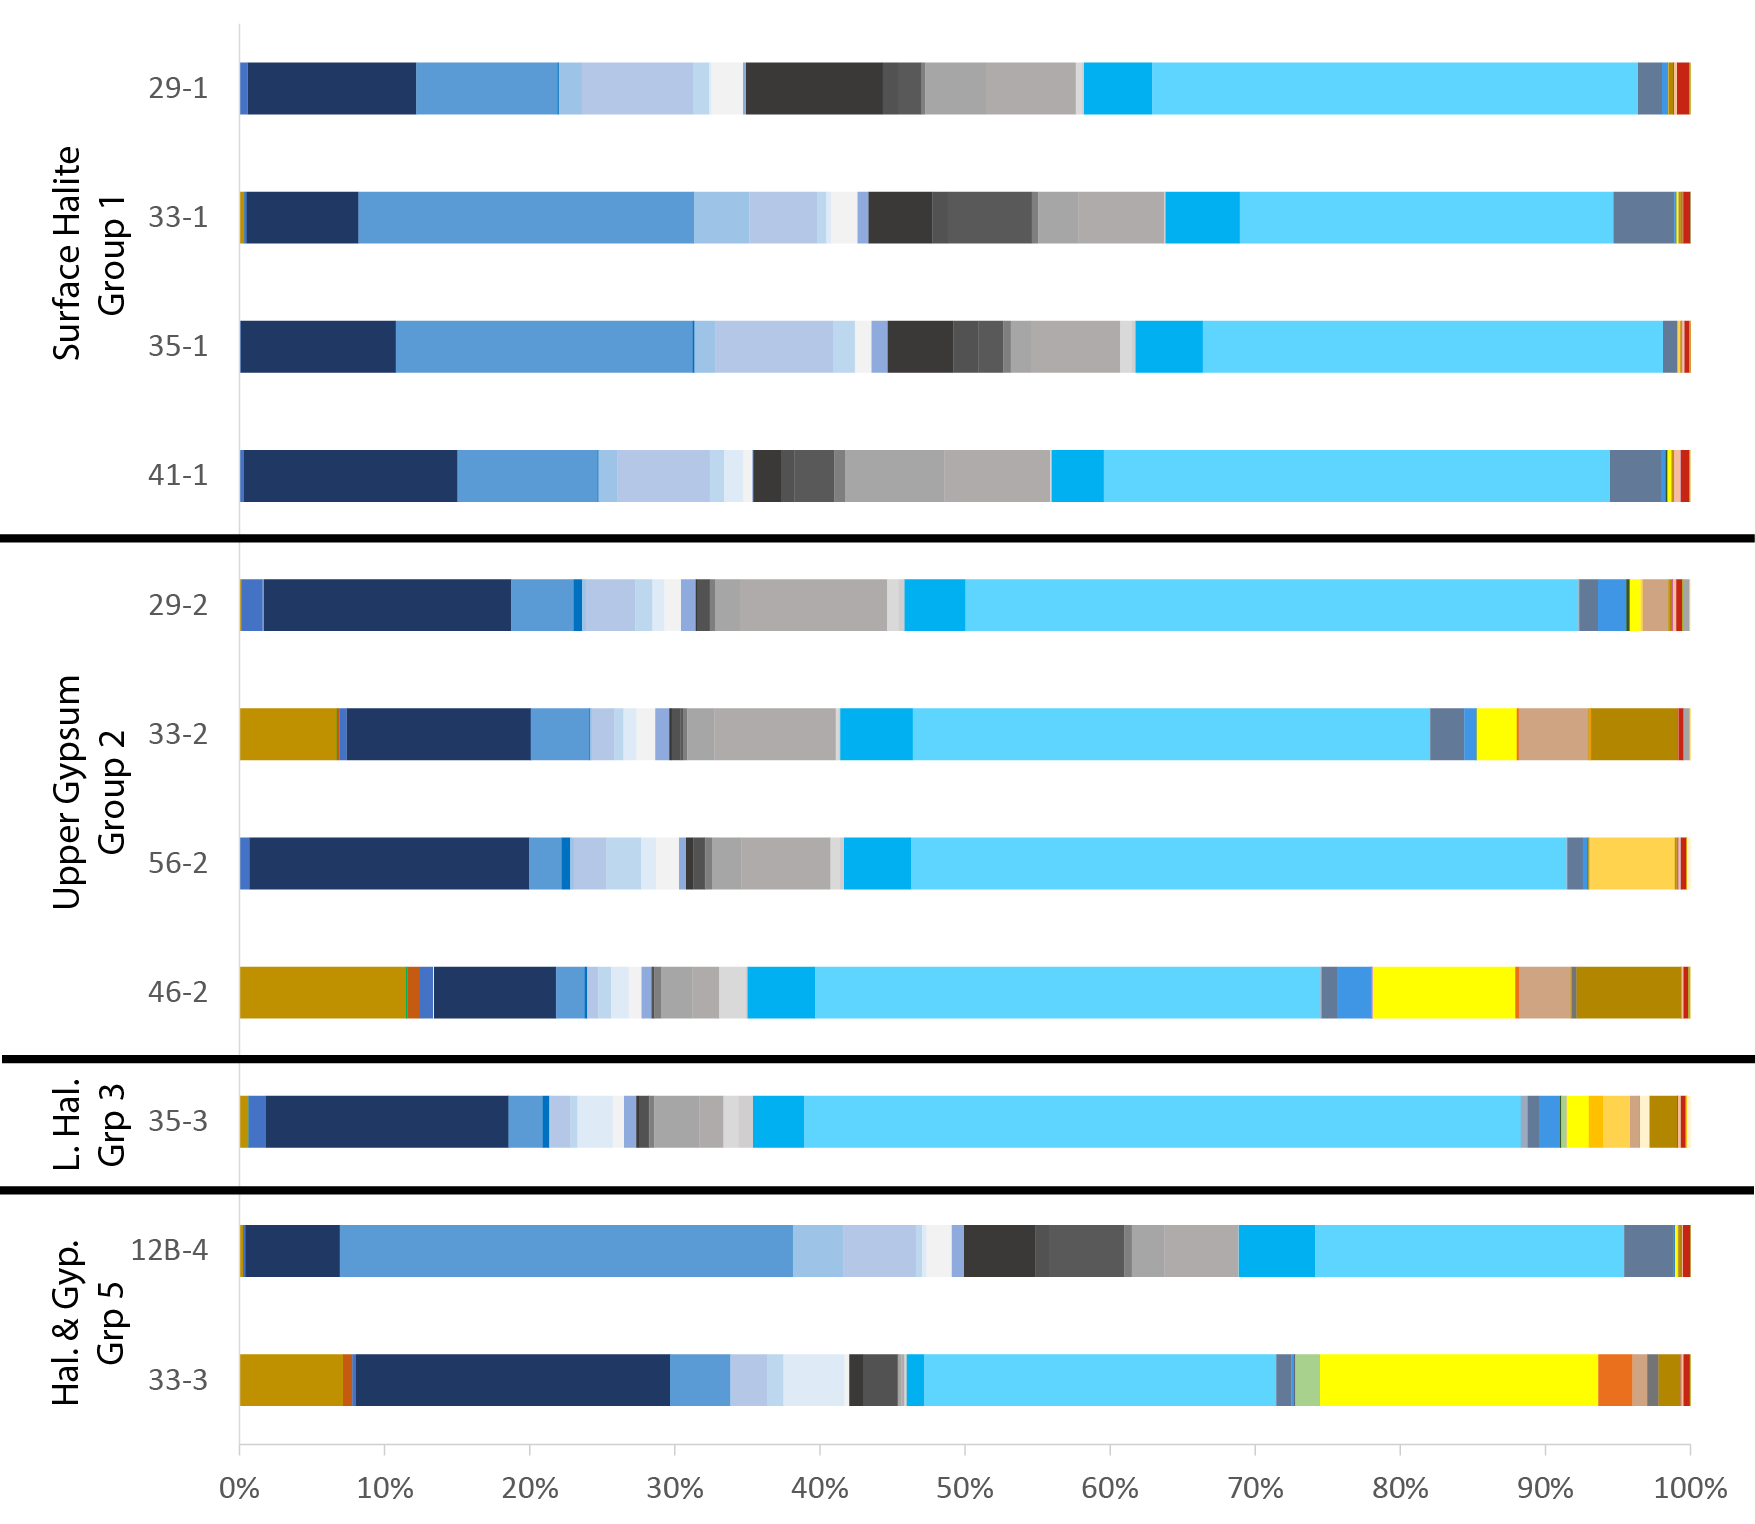 Surface Halite
Group 1
29-1
33-1
35-1
41-1
Upper Gypsum
Group 2
29-2
33-2
56-2
46-2
L. Hal.
Grp 3
35-3
Hal. & Gyp.
Grp 5
12B-4
33-3
0% 10% 20% 30% 40% 50% 60% 70% 80% 90% 100%